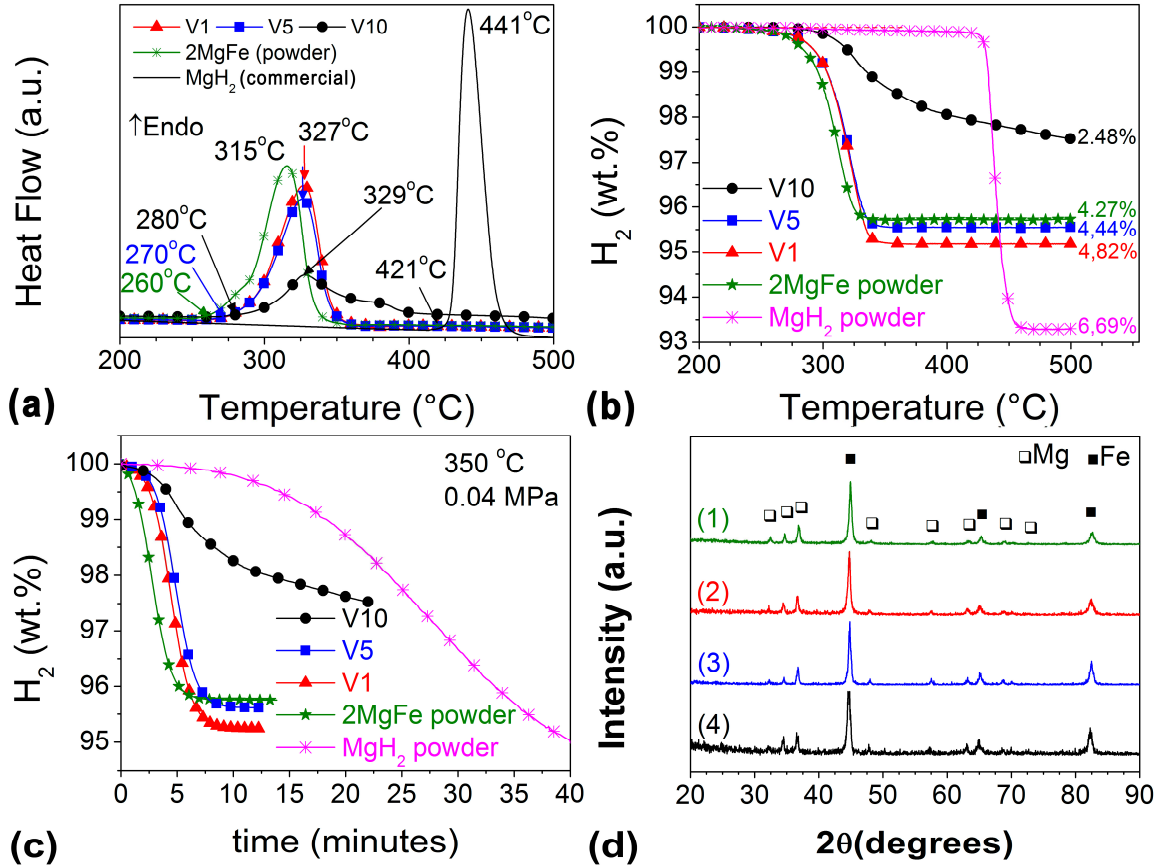 V1 V5 V10
2MgFe (powder)
MgH2 (commercial)
441°C
↑Endo
327°C
315°C
329°C
280°C
270°C
260°C
421°C
Heat Flow (a.u.)
200 250 300 350 400 450 500
Temperature (°C)
(a)
100
99
98
97
96
95
94
93
H2 (wt.%)
2.48%
4.27%
4,44%
4,82%
6,69%
V10
V5
V1
2MgFe powder
MgH2 powder
200 300 400 500
Temperature (°C)
(b)
100
99
98
97
96
95
H2 (wt.%)
350 °C
0.04 MPa
V10
V5
V1
2MgFe powder
MgH2 powder
0 5 10 15 20 25 30 35 40
time (minutes)
(c)
Mg Fe
(1)
(2)
(3)
(4)
Intensity (a.u.)
20 30 40 50 60 70 80 90
2θ(degrees)
(d)